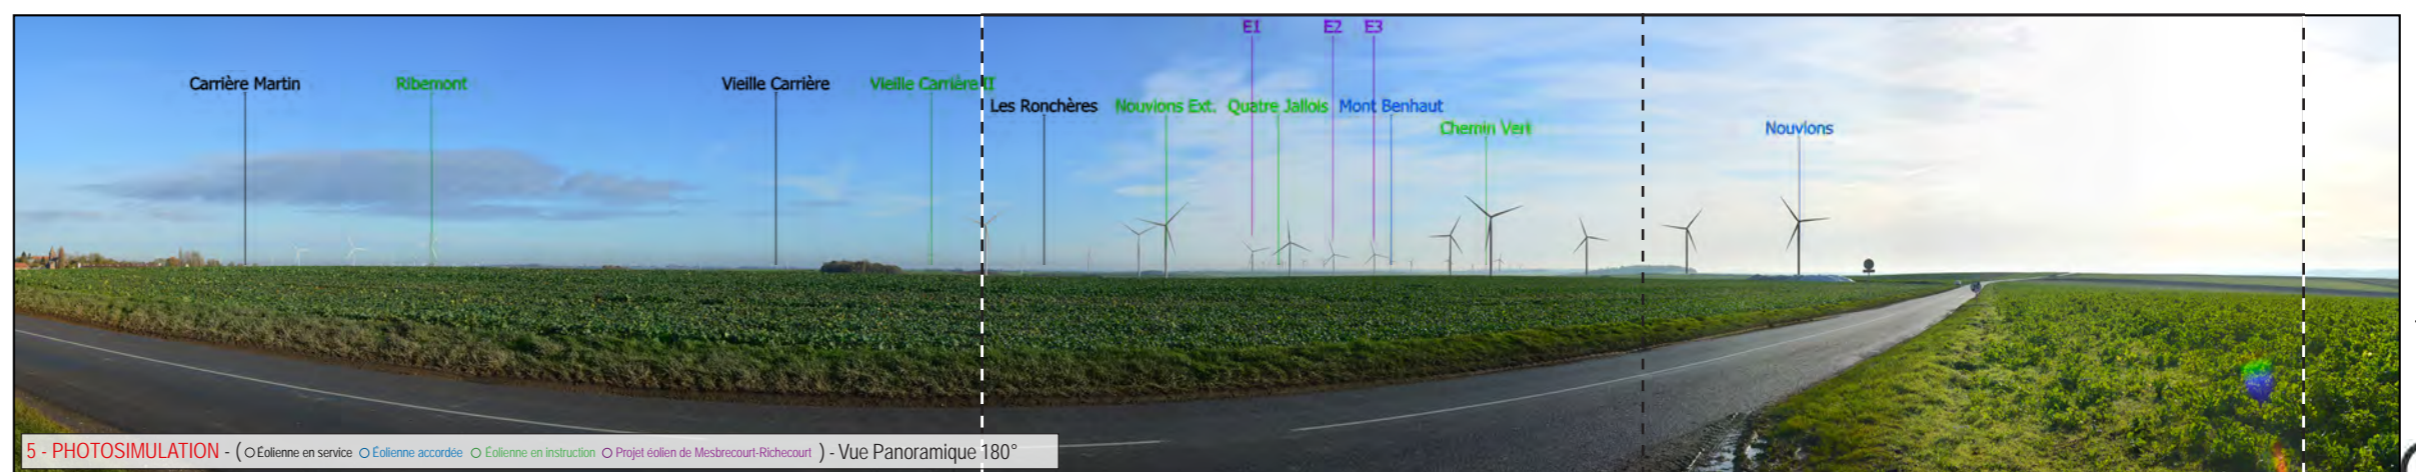 E1 E2 E3
Carrière Martin Ribemont Vieille Carrière Vieille Carrière II
Les Ronchères Nouvions Ext. Quatre Jallois Mont Benhaut
Chemin Vert Nouvions
5 - PHOTOSIMULATION - ( Éolienne en service Éolienne accordée Éolienne en instruction Projet éolien de Mesbrecourt-Richecourt ) - Vue Panoramique 180°